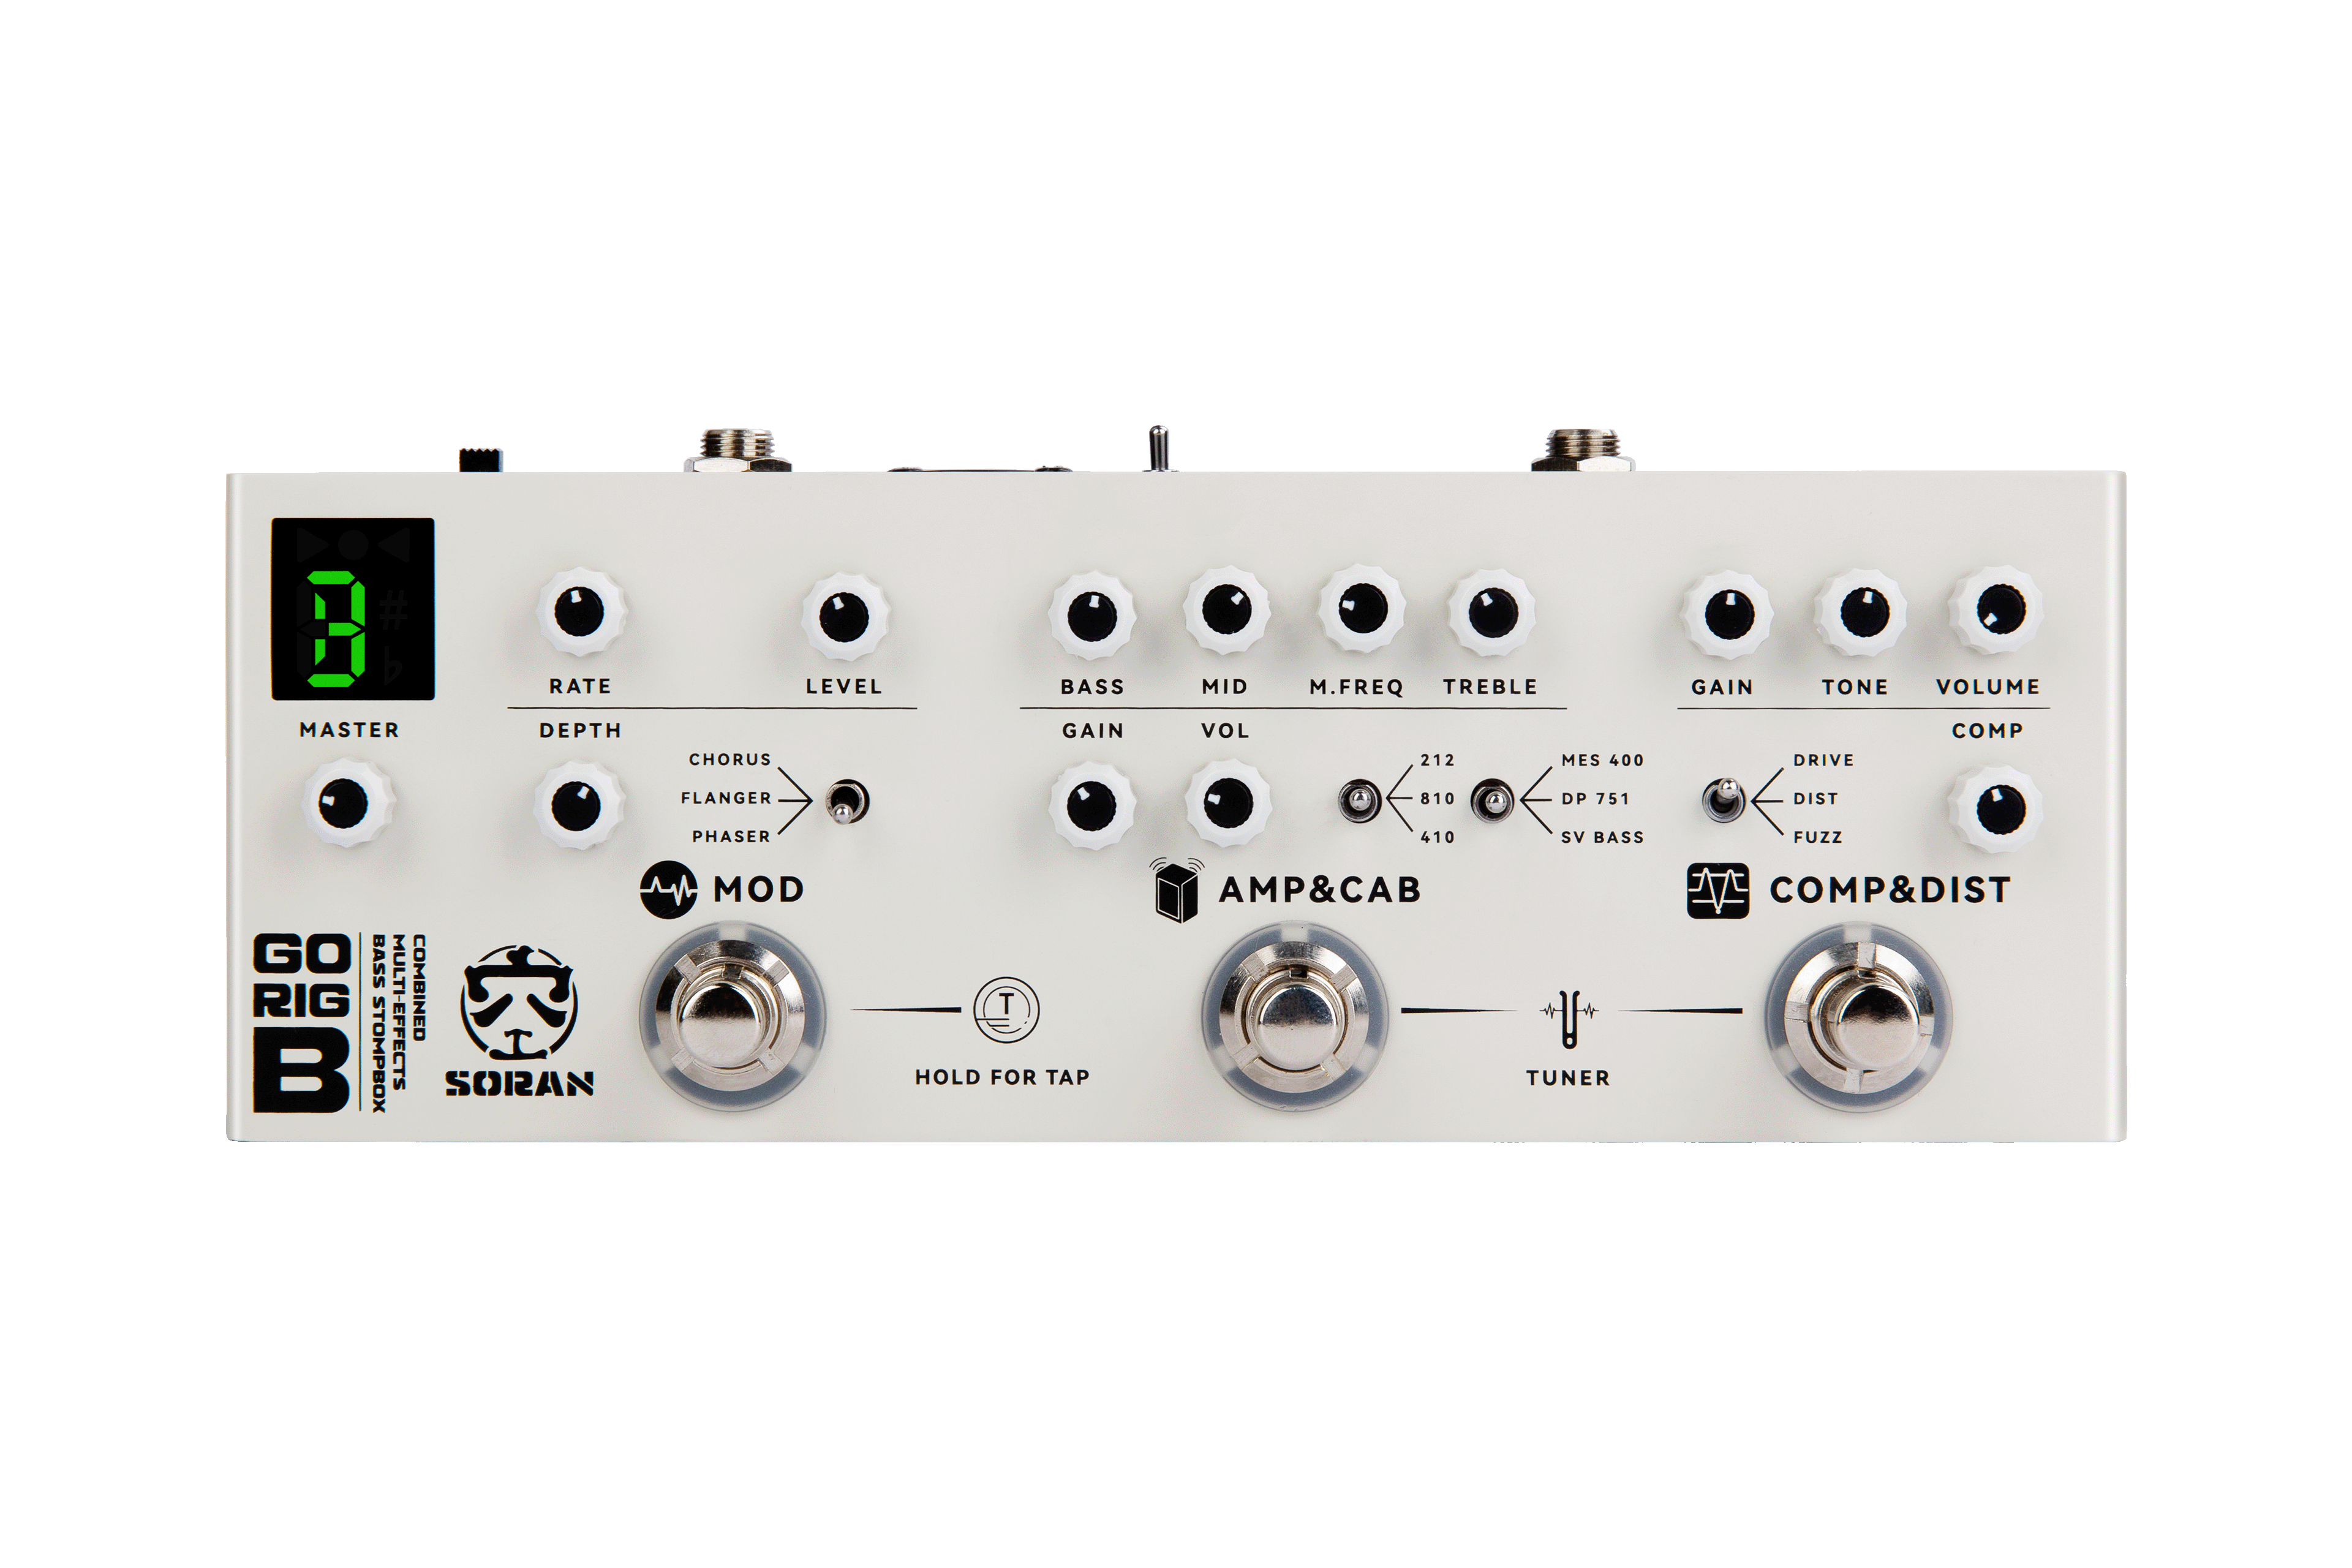 B
#
♭
MASTER
RATE
LEVEL
DEPTH
CHORUS
FLANGER
PHASER
MOD
BASS
MID
M.FREQ
TREBLE
GAIN
VOL
212
810
410
MES 400
DP 751
SV BASS
AMP&CAB
GAIN
TONE
VOLUME
COMP
DRIVE
DIST
FUZZ
COMP&DIST
GO
RIG
B
COMBINED
MULTI-EFFECTS
BASS STOMPBOX
SORAN
T
HOLD FOR TAP
TUNER